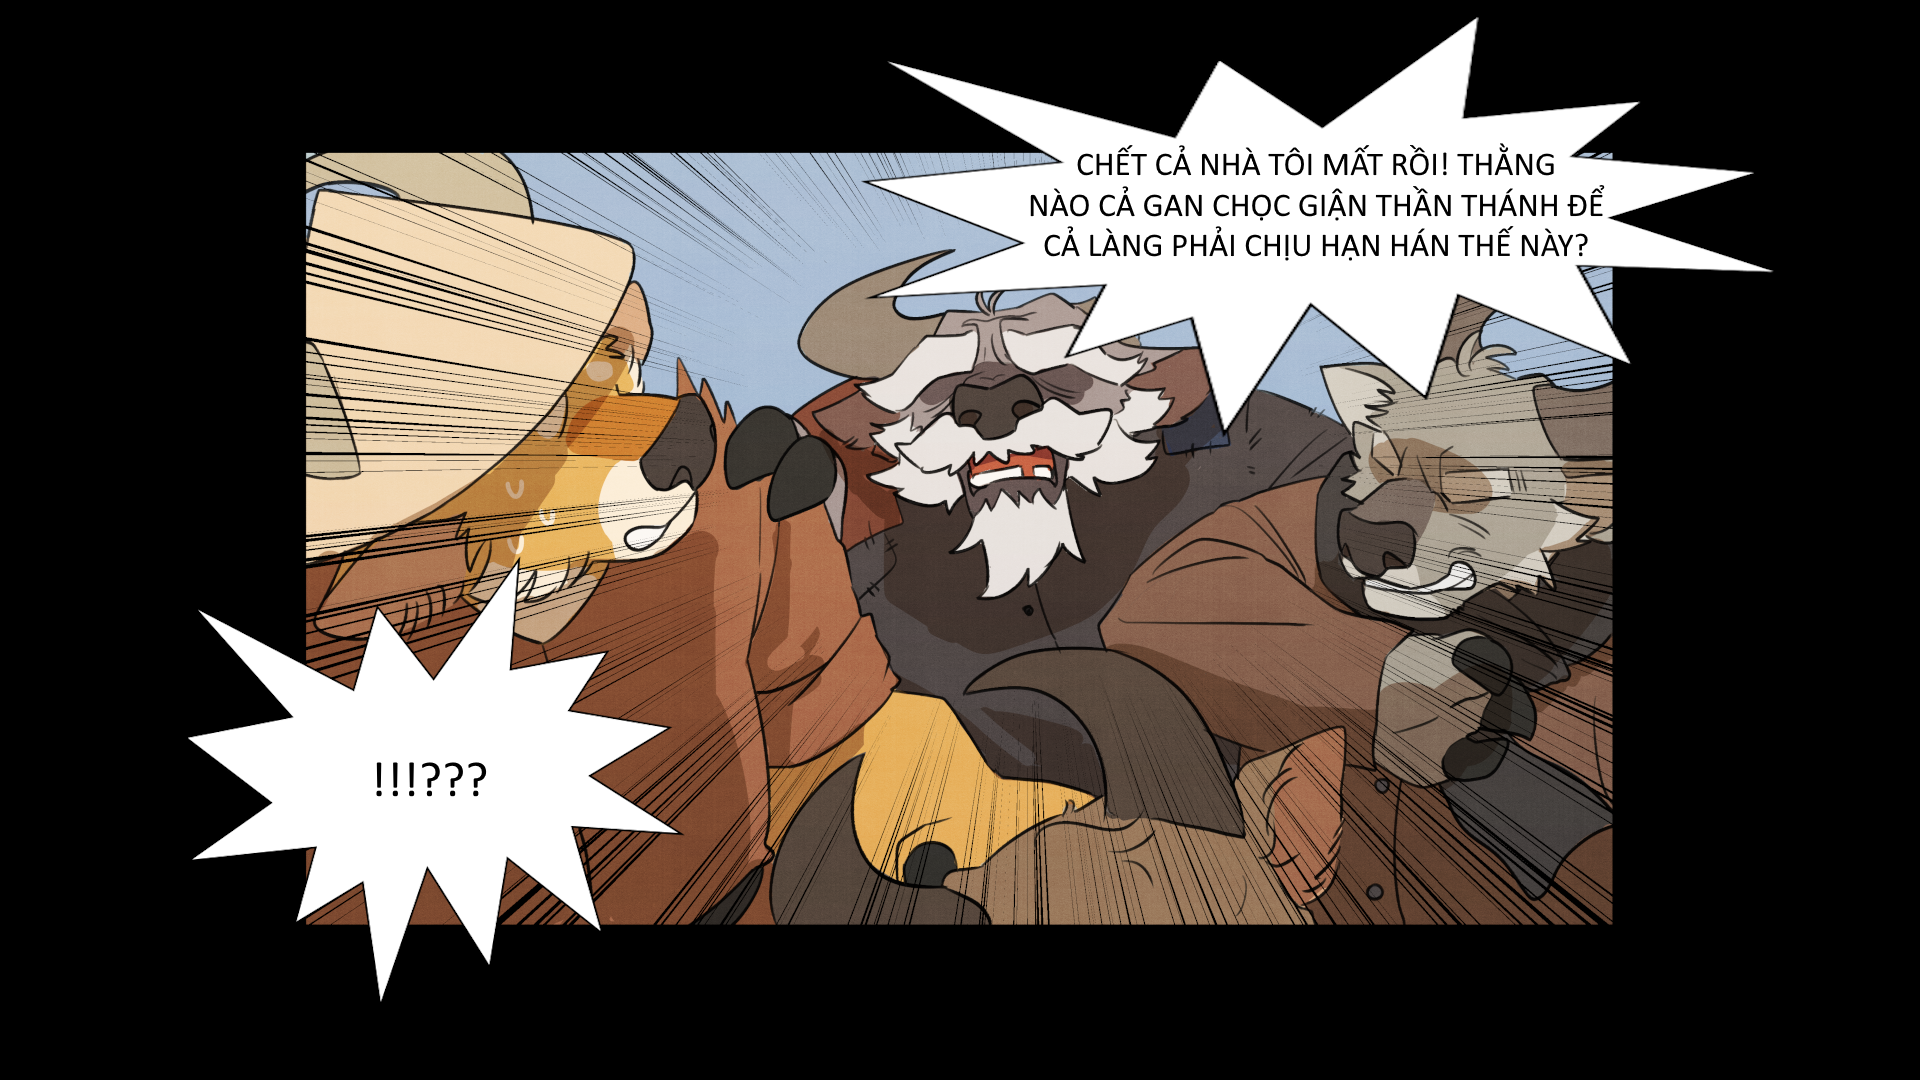 CHẾT CẢ NHÀ TÔI MẤT RỒI! THẰNG
NÀO CẢ GAN CHỌC GIẬN THẦN THÁNH ĐỂ
CẢ LÀNG PHẢI CHỊU HẠN HÁN THẾ NÀY?
!!!???